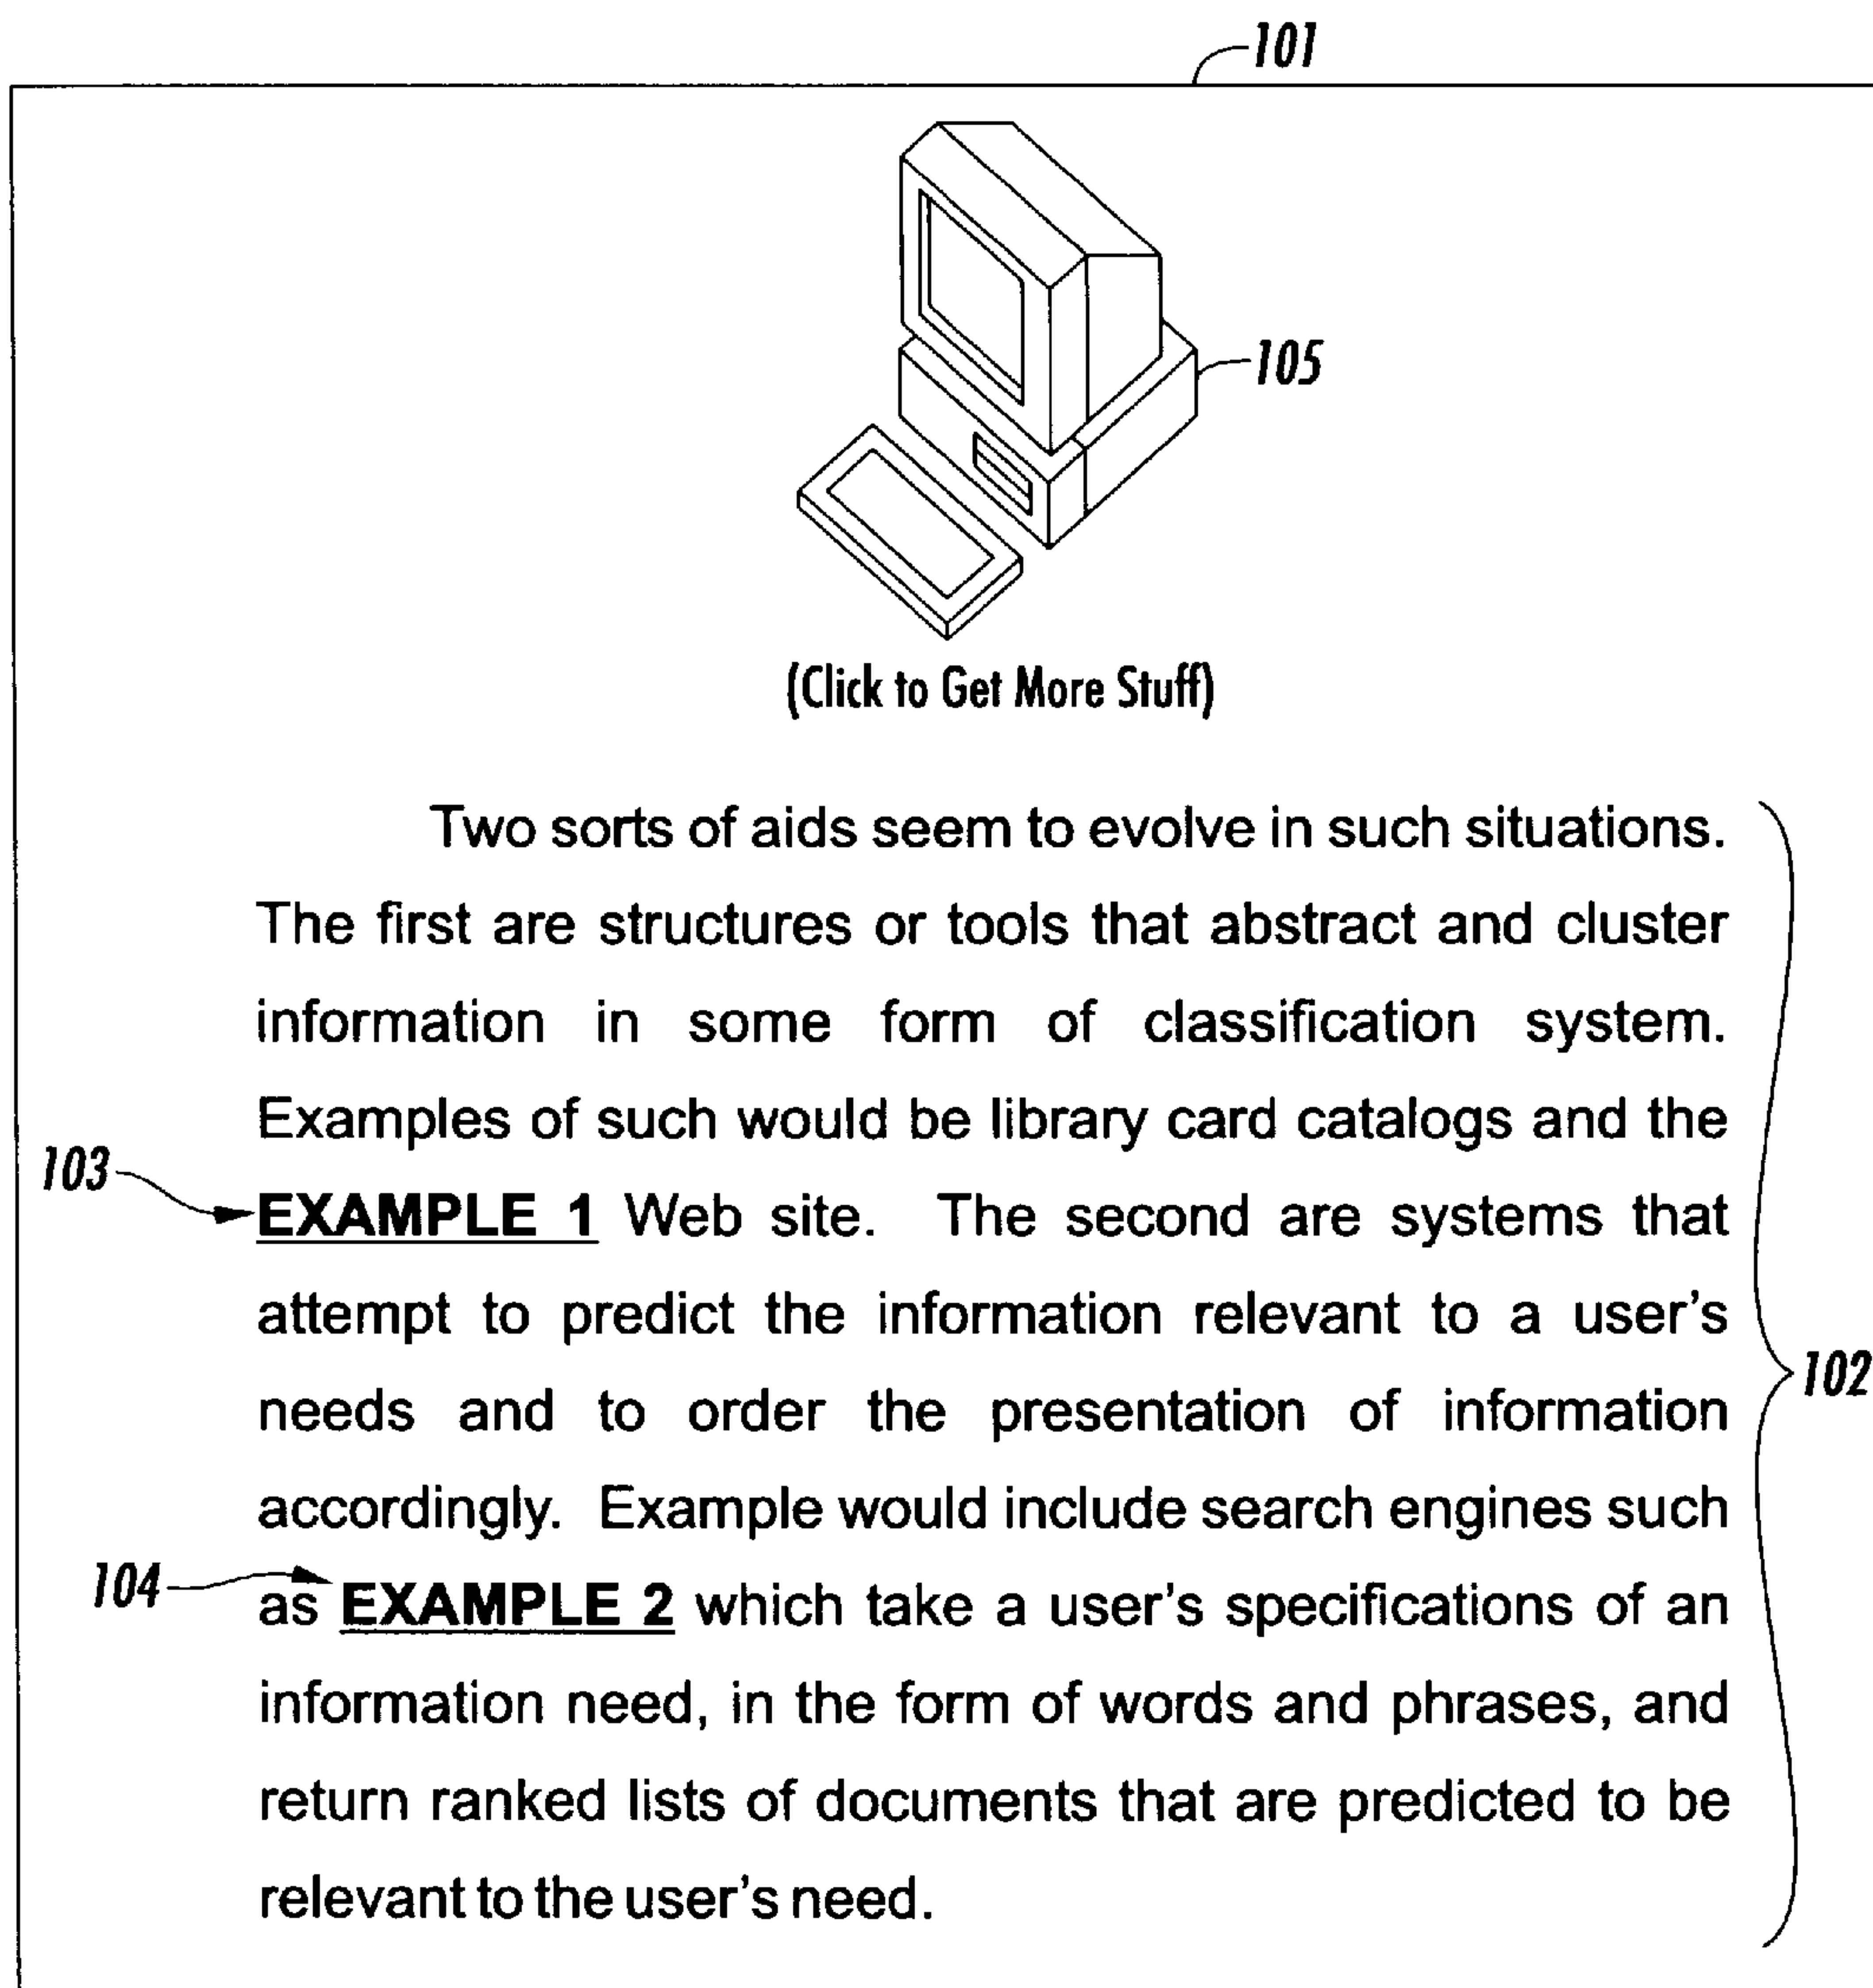 101
105
(Click to Get More Stuff)
Two sorts of aids seem to evolve in such situations.
The first are structures or tools that abstract and cluster
information in some form of classification system.
Examples of such would be library card catalogs and the
103
EXAMPLE 1 Web site. The second are systems that
attempt to predict the information relevant to a user's
needs and to order the presentation of information
102
accordingly. Example would include search engines such
104
as EXAMPLE 2 which take a user's specifications of an
information need, in the form of words and phrases, and
return ranked lists of documents that are predicted to be
relevant to the user's need.